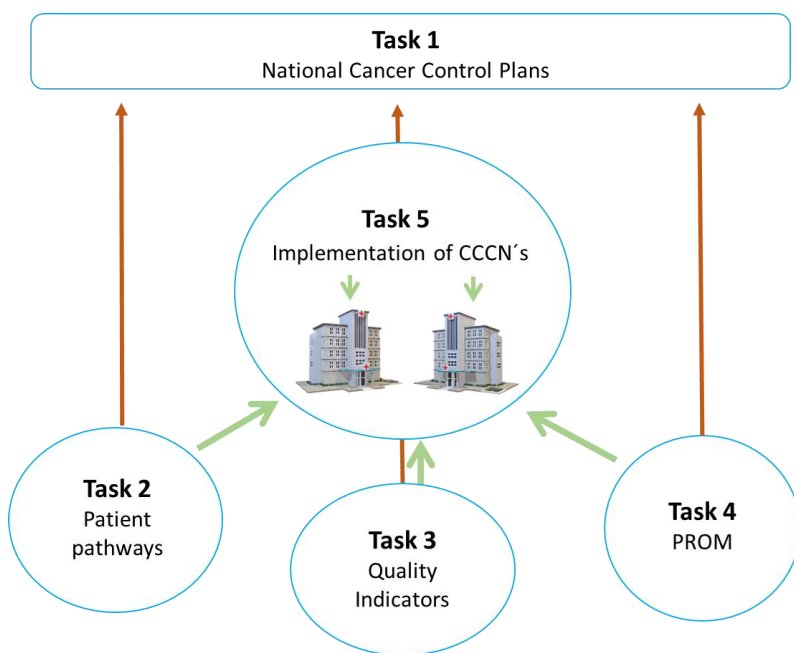 Task 1
National Cancer Control Plans
Task 5
Implementation of CCCN´s
Task 2
Patient
pathways
Task 3
Quality
Indicators
Task 4
PROM